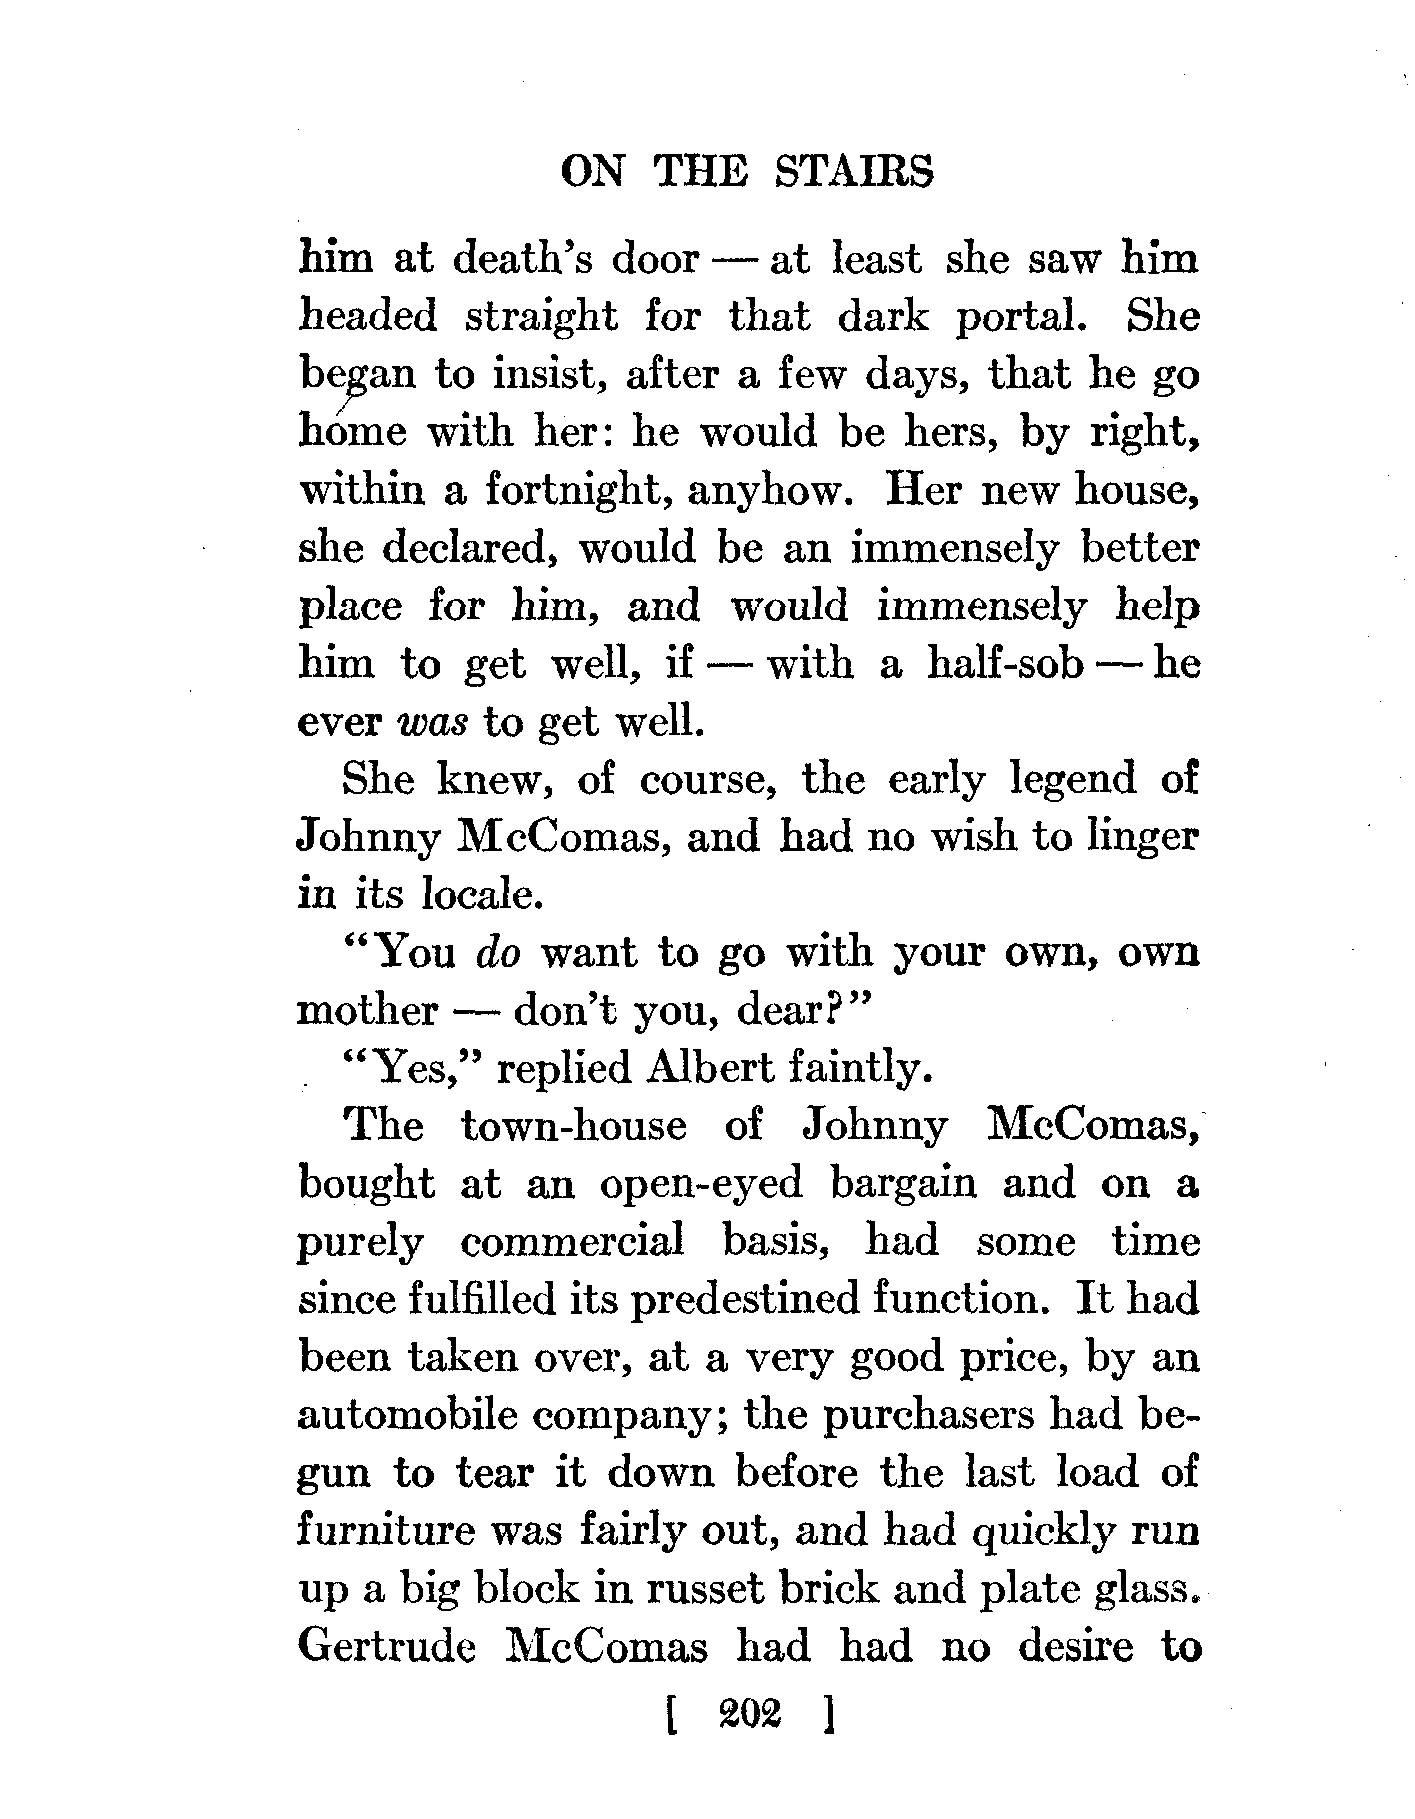 ON THE STAIRS
him at death's door — at least she saw him
headed straight for that dark portal. She
began to insist, after a few days, that he go
home with her: he would be hers, by right,
within a fortnight, anyhow. Her new house,
she declared, would be an immensely better
place for him, and would immensely help
him to get well, if — with a half-sob — he
ever was to get well.
She knew, of course, the early legend of
Johnny McComas, and had no wish to linger
in its locale.
“You do want to go with your own, own
mother — don't you, dear?”
“Yes,” replied Albert faintly.
The town-house of Johnny McComas,
bought at an open-eyed bargain and on a
purely commercial basis, had some time
since fulfilled its predestined function. It had
been taken over, at a very good price, by an
automobile company; the purchasers had be-
gun to tear it down before the last load of
furniture was fairly out, and had quickly run
up a big block in russet brick and plate glass.
Gertrude McComas had had no desire to
[ 202 ]